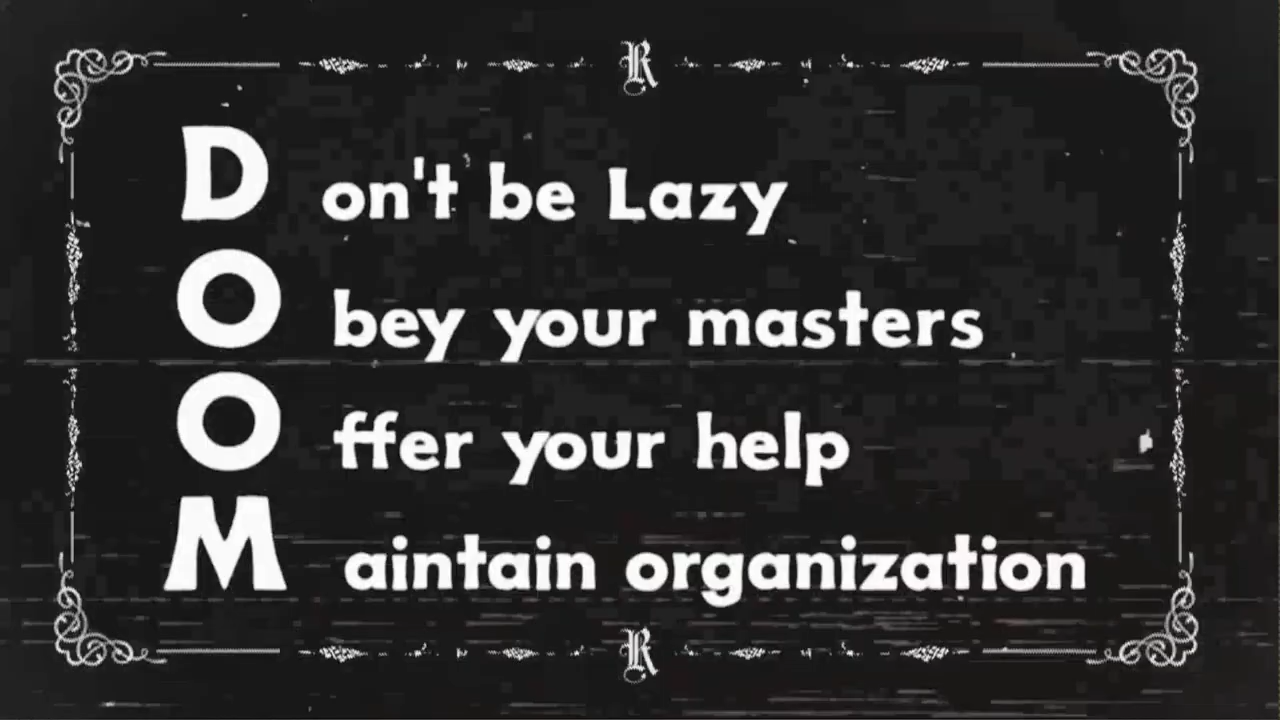 R
Don't be Lazy
Obey your masters
Offer your help
Maintain organization
R